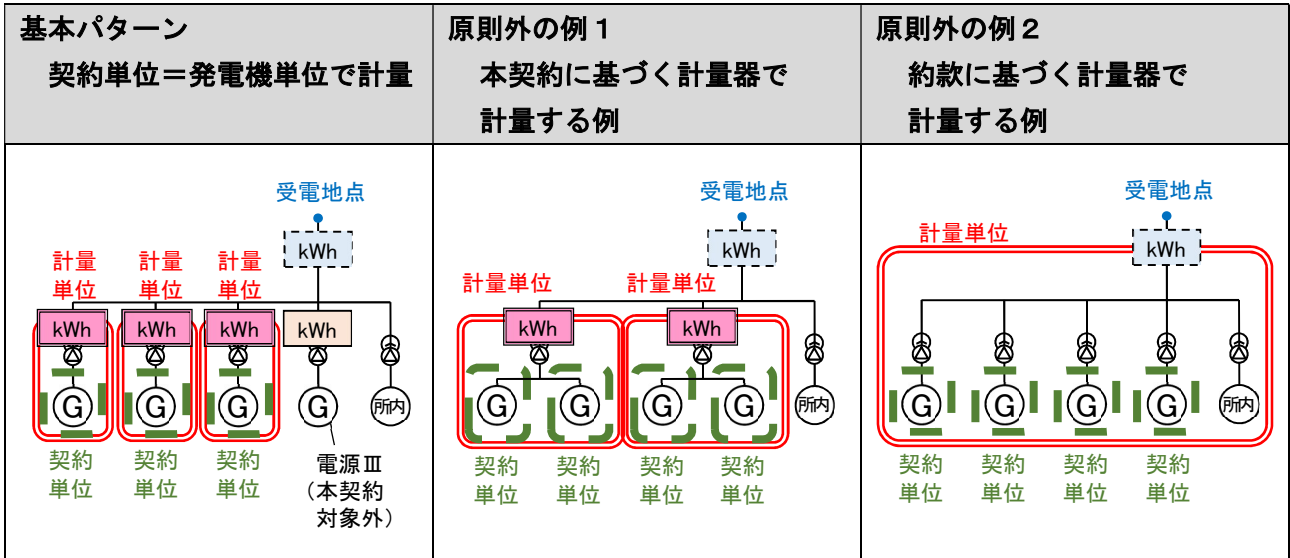 基本パターン
契約単位＝発電機単位で計量
原則外の例１
本契約に基づく計量器で
計量する例
原則外の例２
約款に基づく計量器で
計量する例
受電地点
kWh
計量
単位
計量
単位
計量
単位
kWh
kWh
kWh
kWh
G
G
G
G
所内
契約
単位
契約
単位
契約
単位
電源Ⅲ
（本契約
対象外）
受電地点
kWh
計量単位
計量単位
kWh
kWh
G
G
G
G
所内
契約
単位
契約
単位
契約
単位
契約
単位
受電地点
計量単位
kWh
G
G
G
G
所内
契約
単位
契約
単位
契約
単位
契約
単位